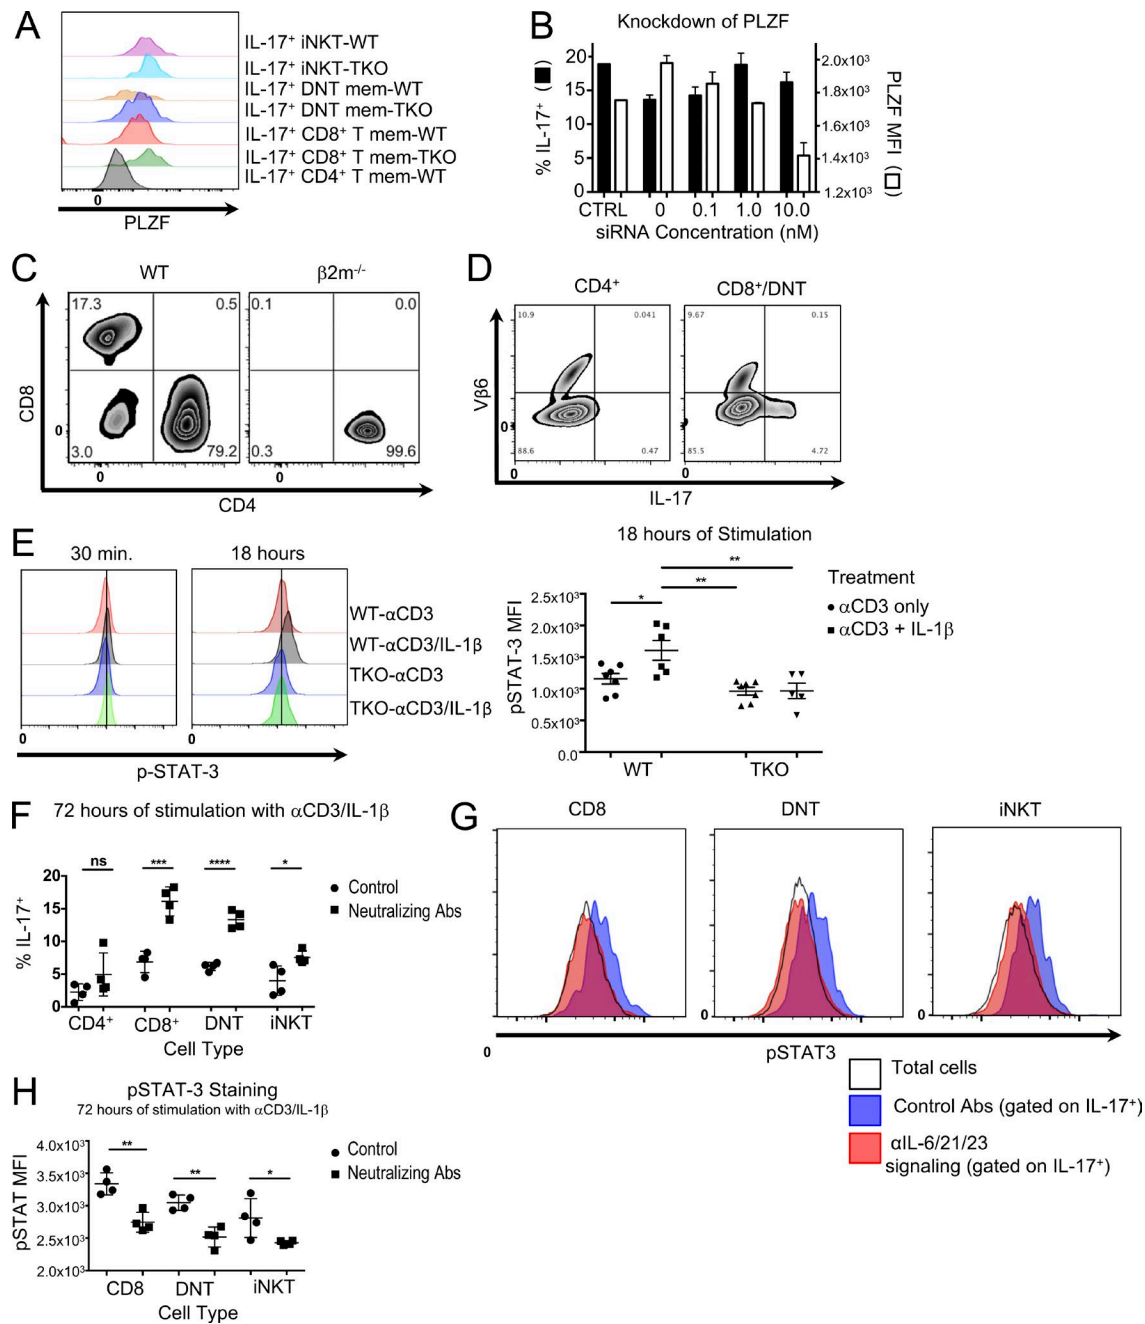 A
IL-17⁺ iNKT-WT
IL-17⁺ iNKT-TKO
IL-17⁺ DNT mem-WT
IL-17⁺ DNT mem-TKO
IL-17⁺ CD8⁺ T mem-WT
IL-17⁺ CD8⁺ T mem-TKO
IL-17⁺ CD4⁺ T mem-WT
0
PLZF
B
Knockdown of PLZF
% IL-17⁺ (■)
20
15
10
5
0
2.0x10³
1.8x10³
1.6x10³
1.4x10³
1.2x10³
PLZF MFI (□)
CTRL 0 0.1 1.0 10.0
siRNA Concentration (nM)
C
WT
β2m⁻/⁻
17.3 0.5
3.0 79.2
0.1 0.0
0.3 99.6
CD8
0
0 0
CD4
D
CD4⁺
CD8⁺/DNT
10.9 0.041
88.6 0.47
9.67 0.15
85.5 4.72
Vβ6
0
0 0
IL-17
E
30 min.
18 hours
WT-αCD3
WT-αCD3/IL-1β
TKO-αCD3
TKO-αCD3/IL-1β
0 0
p-STAT-3
18 hours of Stimulation
** 
**
*
pSTAT-3 MFI
2.5x10³
2.0x10³
1.5x10³
1.0x10³
0.5x10³
0.0
WT TKO
Treatment
● αCD3 only
■ αCD3 + IL-1β
F
72 hours of stimulation with αCD3/IL-1β
ns *** **** *
% IL-17⁺
20
15
10
5
0
CD4⁺ CD8⁺ DNT iNKT
Cell Type
● Control
■ Neutralizing Abs
G
CD8 DNT iNKT
0 0 0
0
pSTAT3
Total cells
Control Abs (gated on IL-17⁺)
αIL-6/21/23
signaling (gated on IL-17⁺)
H
pSTAT-3 Staining
72 hours of stimulation with αCD3/IL-1β
** ** *
pSTAT MFI
4.0x10³
3.5x10³
3.0x10³
2.5x10³
2.0x10³
CD8 DNT iNKT
Cell Type
● Control
■ Neutralizing Abs